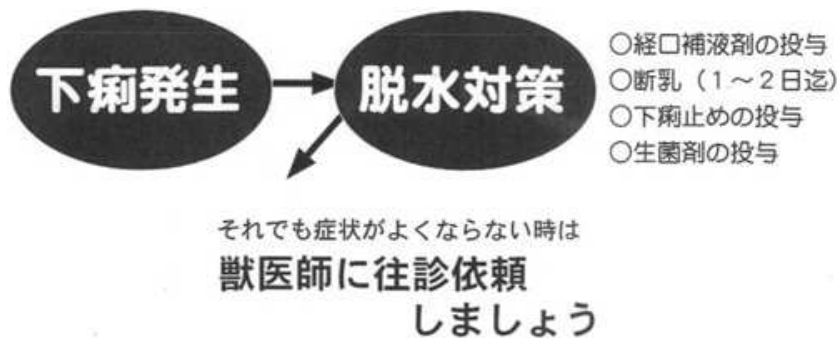 下痢発生
脱水対策
○経口補液剤の投与
○断乳（1～2日迄）
○下痢止めの投与
○生菌剤の投与
それでも症状がよくならない時は
獣医師に往診依頼
しましょう